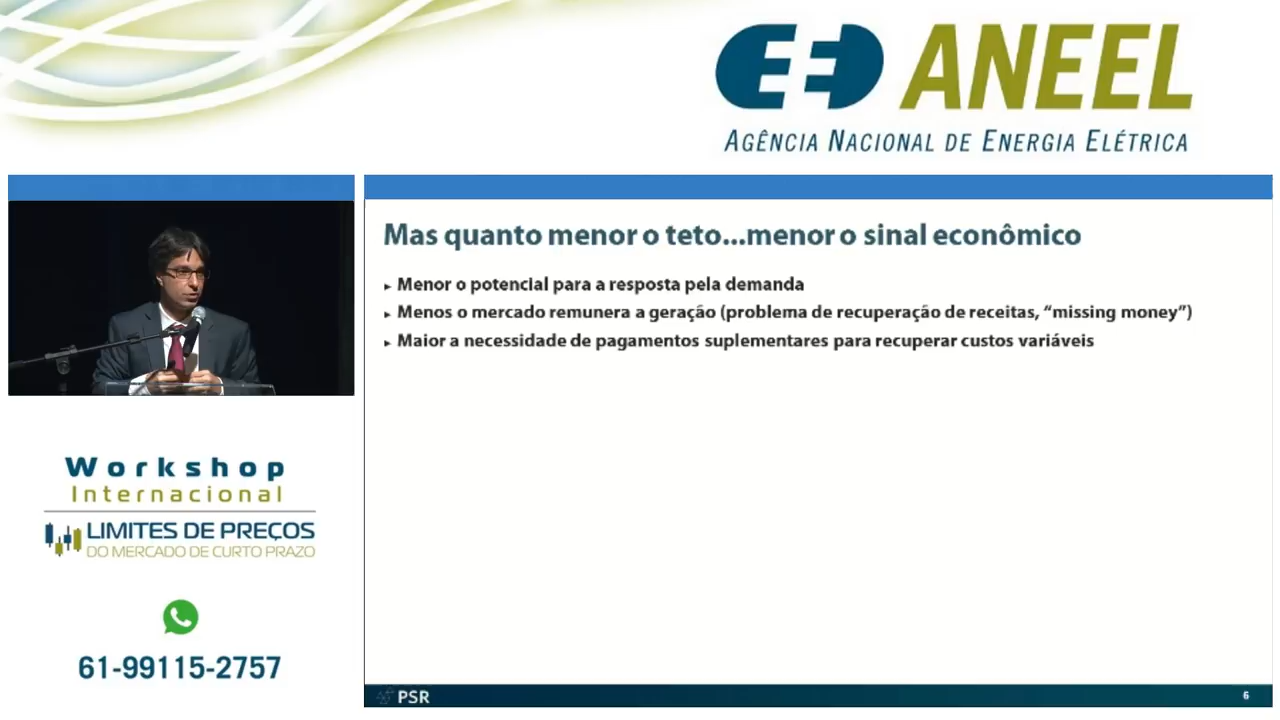 ANEEL
AGÊNCIA NACIONAL DE ENERGIA ELÉTRICA
Mas quanto menor o teto...menor o sinal econômico
▸ Menor o potencial para a resposta pela demanda
▸ Menos o mercado remunera a geração (problema de recuperação de receitas, “missing money”)
▸ Maior a necessidade de pagamentos suplementares para recuperar custos variáveis
Workshop
Internacional
LIMITES DE PREÇOS
DO MERCADO DE CURTO PRAZO
61-99115-2757
PSR
6